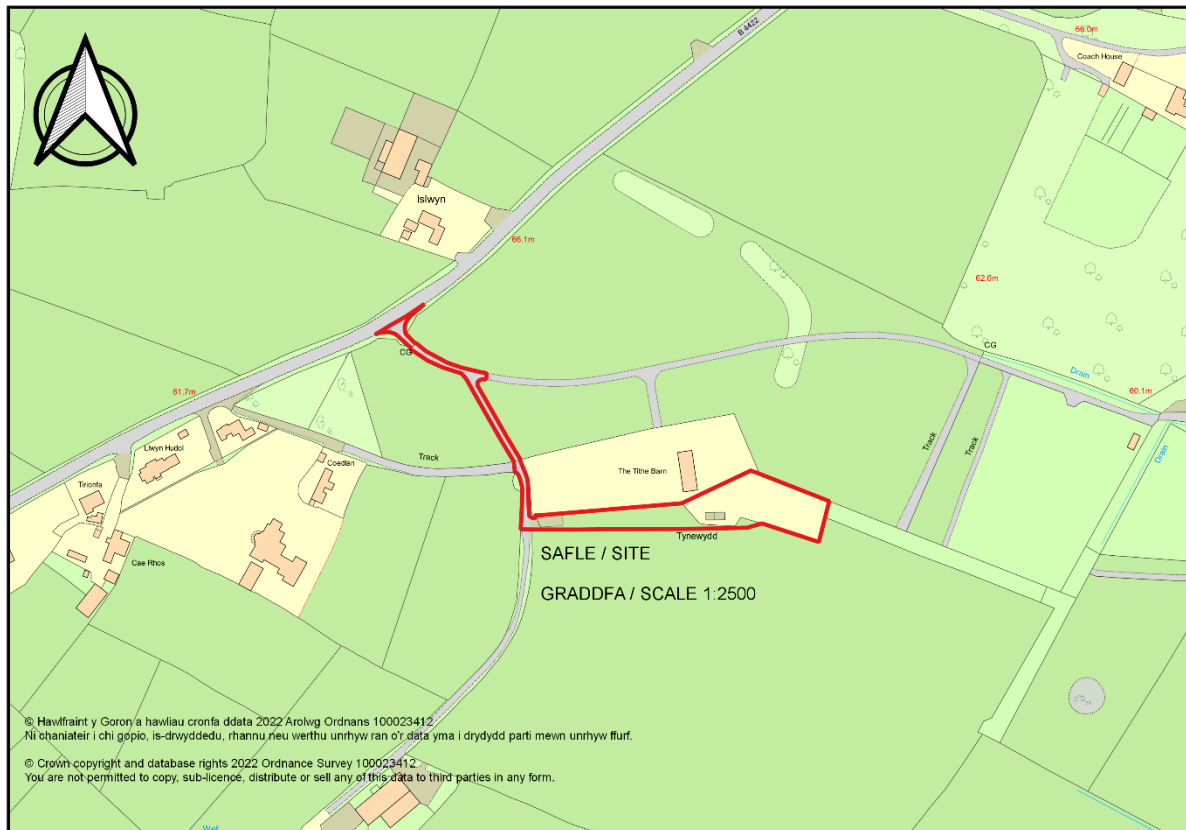 B 4422
66.0m
Coach House
Islwyn
66.1m
62.6m
CG
CG
61.7m
Drain
60.1m
Track
Track
Track
Drain
Llwyn Hudol
Coedlan
Tirionfa
The Tithe Barn
Cae Rhos
Tynewydd
SAFLE / SITE
GRADDFA / SCALE 1:2500
© Hawlfraint y Goron a hawliau cronfa ddata 2022 Arolwg Ordnans 100023412
Ni chaniateir i chi gopio, is-drwyddedu, rhannu neu werthu unrhyw ran o'r data yma i drydydd parti mewn unrhyw ffurf.
© Crown copyright and database rights 2022 Ordnance Survey 100023412
You are not permitted to copy, sub-licence, distribute or sell any of this data to third parties in any form.
Well